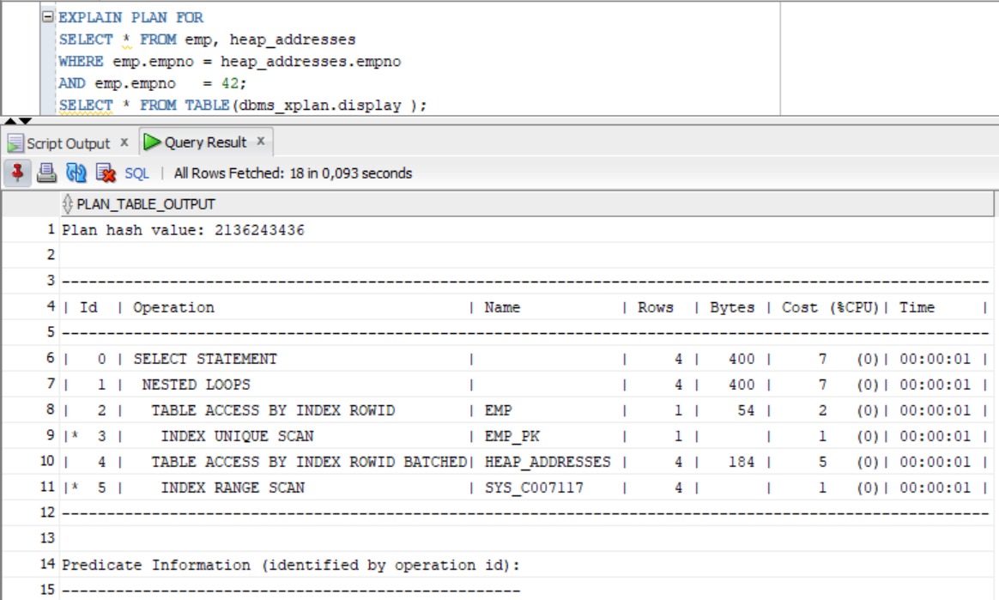 EXPLAIN PLAN FOR
SELECT * FROM emp, heap_addresses
WHERE emp.empno = heap_addresses.empno
AND emp.empno   = 42;
SELECT * FROM TABLE(dbms_xplan.display );
Script Output x Query Result x
SQL | All Rows Fetched: 18 in 0,093 seconds
PLAN_TABLE_OUTPUT
1 Plan hash value: 2136243436
2
3 -------------------------------------------------------------------------------------------------------
4 | Id  | Operation                            | Name           | Rows  | Bytes | Cost (%CPU)| Time     |
5 -------------------------------------------------------------------------------------------------------
6 |   0 | SELECT STATEMENT                     |                |     4 |   400 |     7   (0)| 00:00:01 |
7 |   1 |  NESTED LOOPS                        |                |     4 |   400 |     7   (0)| 00:00:01 |
8 |   2 |   TABLE ACCESS BY INDEX ROWID        | EMP            |     1 |    54 |     2   (0)| 00:00:01 |
9 |*  3 |    INDEX UNIQUE SCAN                 | EMP_PK         |     1 |       |     1   (0)| 00:00:01 |
10 |   4 |   TABLE ACCESS BY INDEX ROWID BATCHED| HEAP_ADDRESSES |     4 |   184 |     5   (0)| 00:00:01 |
11 |*  5 |    INDEX RANGE SCAN                  | SYS_C007117    |     4 |       |     1   (0)| 00:00:01 |
12 -------------------------------------------------------------------------------------------------------
13
14 Predicate Information (identified by operation id):
15 ---------------------------------------------------